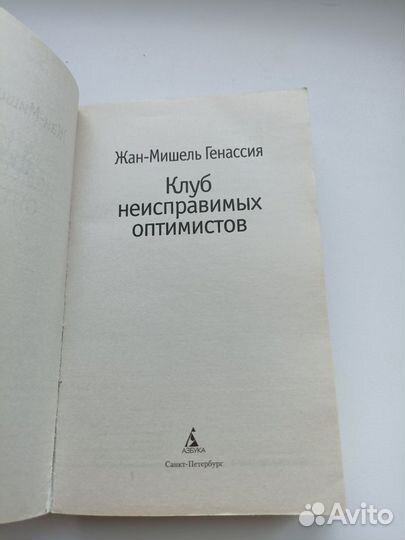 Жан-Мишель Генассия
Клуб
неисправимых
оптимистов
АЗБУКА
Санкт-Петербург
Avito